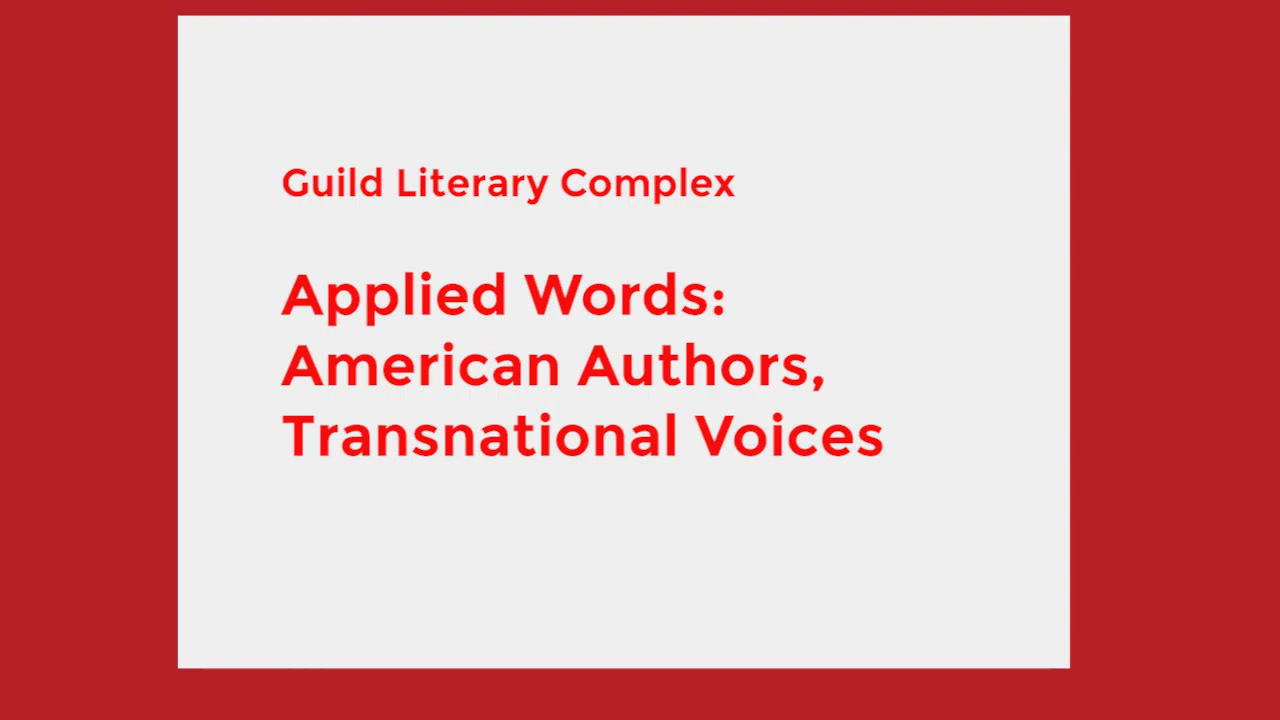 Guild Literary Complex
Applied Words:
American Authors,
Transnational Voices